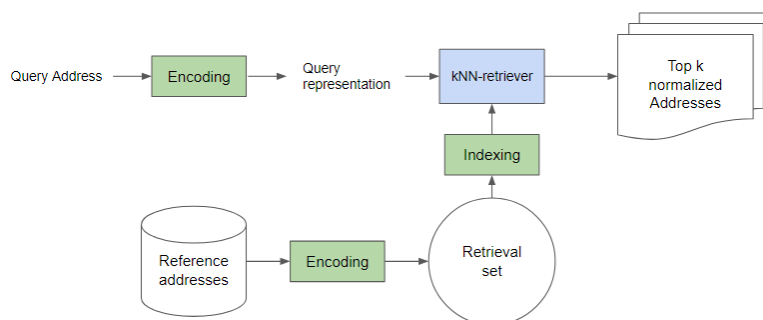 Query Address
Encoding
Query
representation
kNN-retriever
Top k
normalized
Addresses
Indexing
Reference
addresses
Encoding
Retrieval
set